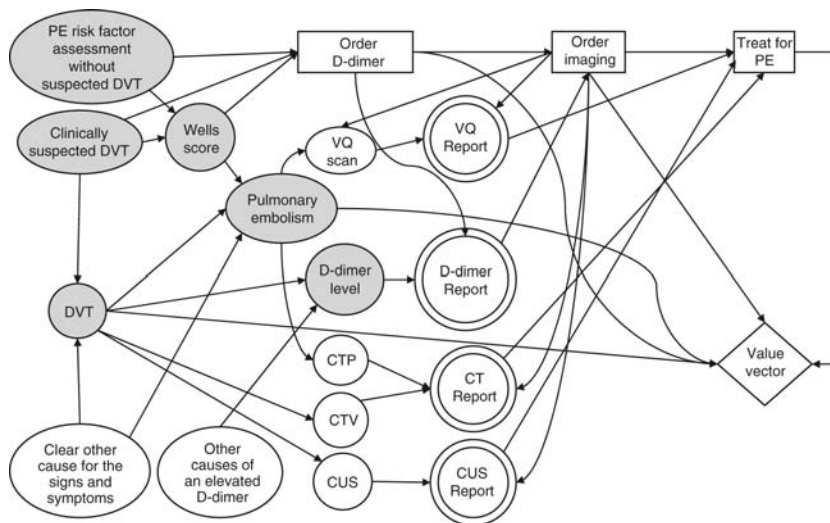 PE risk factor
assessment
without
suspected DVT
Order
D-dimer
Order
imaging
Treat for
PE
Clinically
suspected DVT
Wells
score
VQ
scan
VQ
Report
Pulmonary
embolism
D-dimer
level
D-dimer
Report
DVT
CTP
CT
Report
Value
vector
CTV
Clear other
cause for the
signs and
symptoms
Other
causes of
an elevated
D-dimer
CUS
CUS
Report